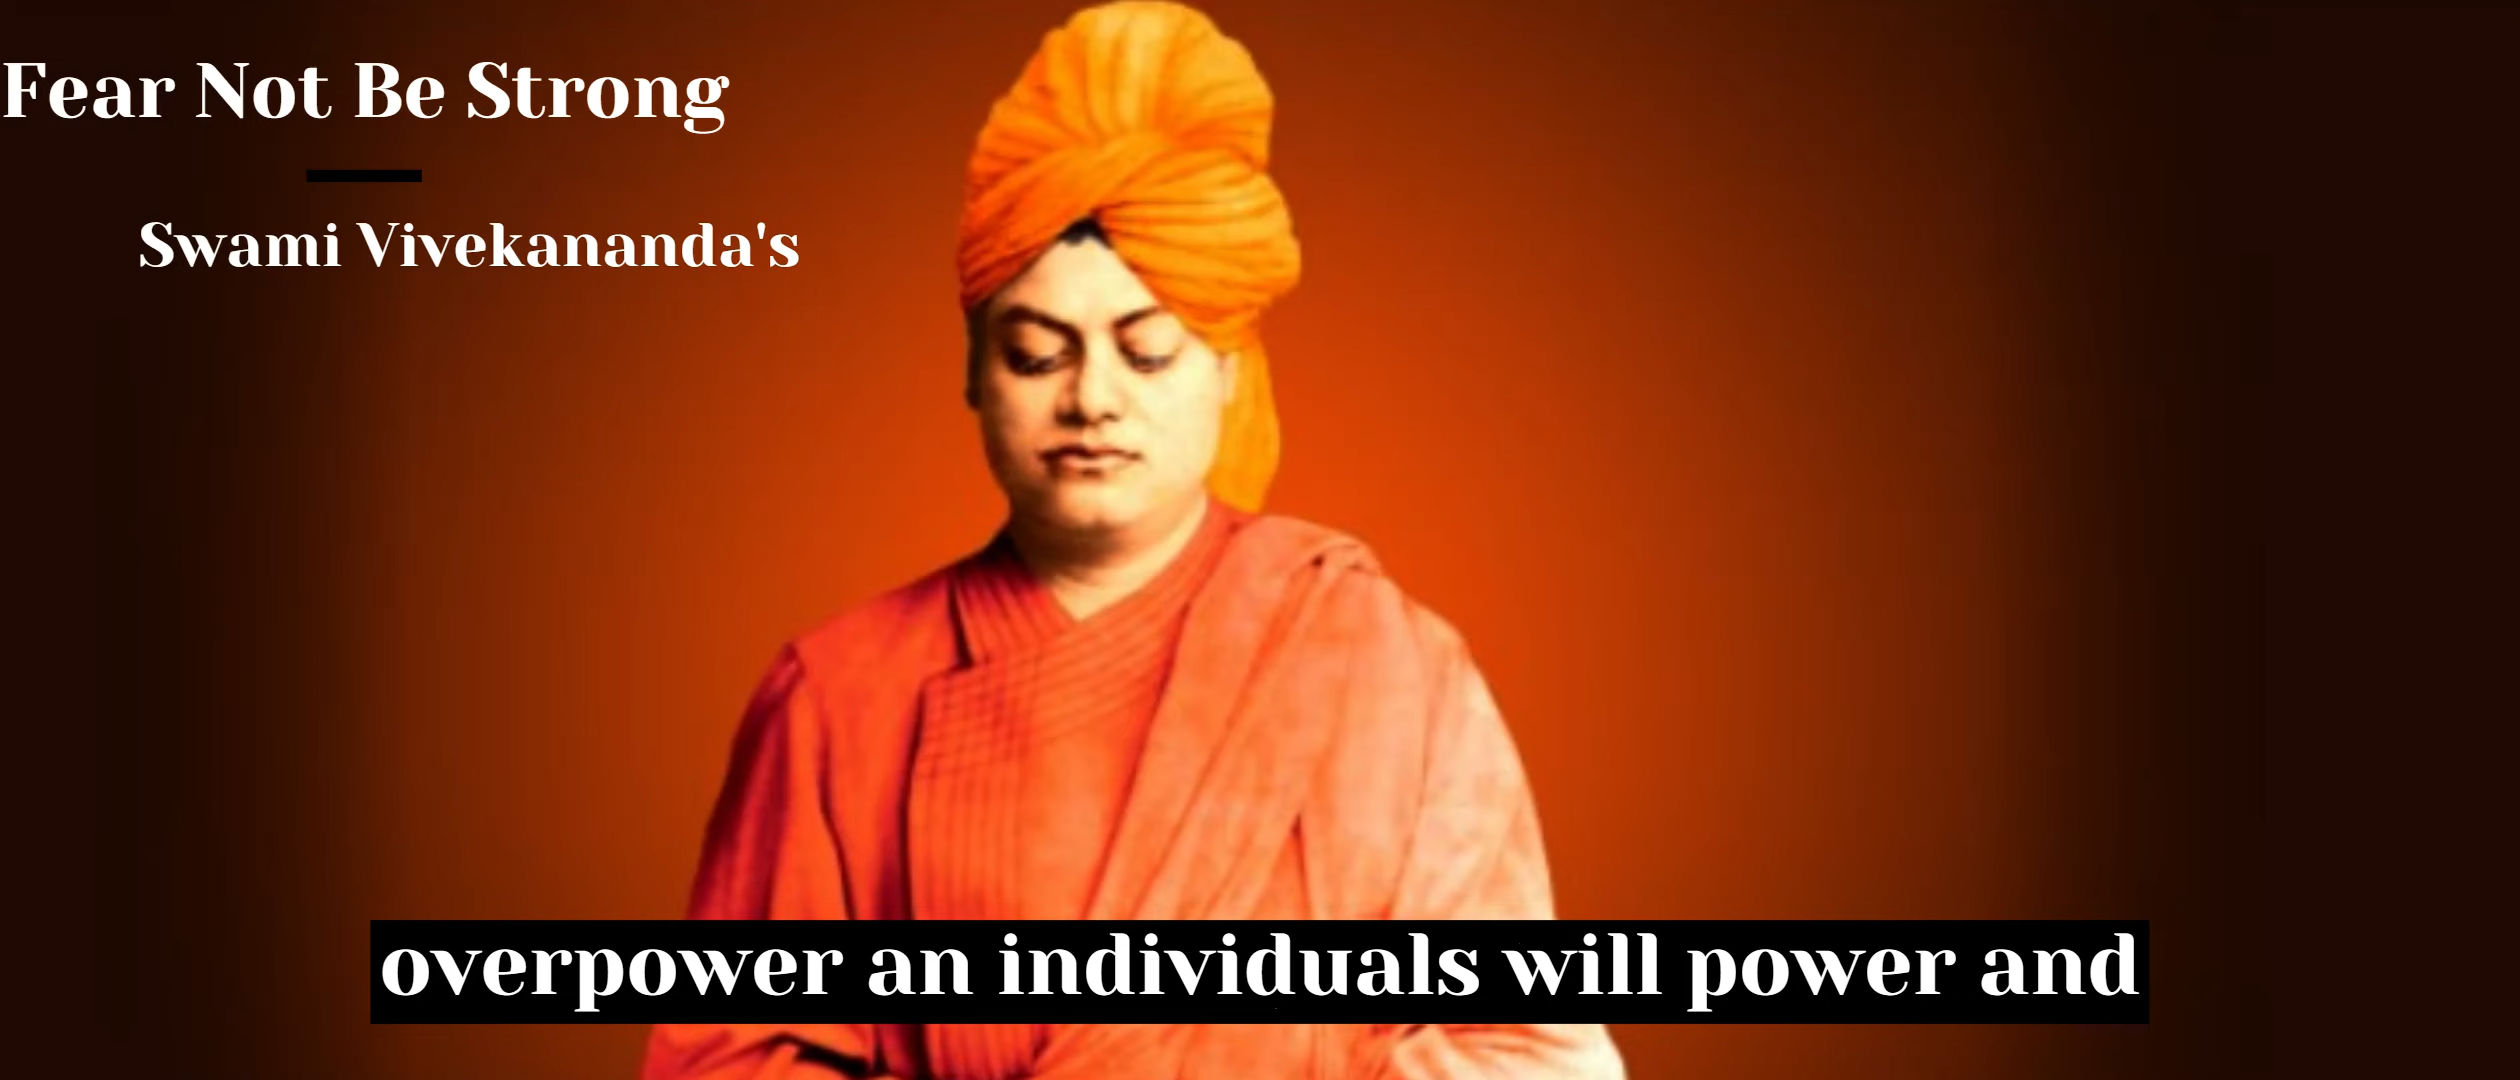 Fear Not Be Strong
Swami Vivekananda's
overpower an individuals will power and